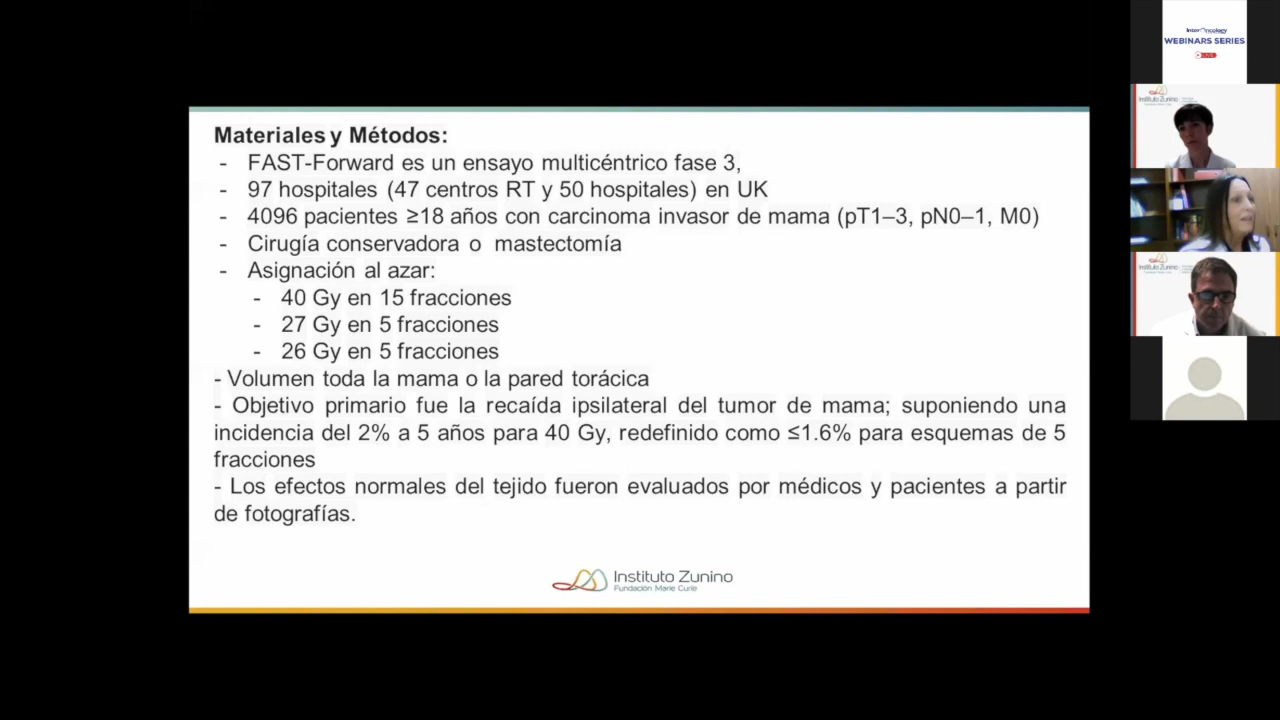 Materiales y Métodos:
- FAST-Forward es un ensayo multicéntrico fase 3,
- 97 hospitales (47 centros RT y 50 hospitales) en UK
- 4096 pacientes ≥18 años con carcinoma invasor de mama (pT1–3, pN0–1, M0)
- Cirugía conservadora o mastectomía
- Asignación al azar:
- 40 Gy en 15 fracciones
- 27 Gy en 5 fracciones
- 26 Gy en 5 fracciones
- Volumen toda la mama o la pared torácica
- Objetivo primario fue la recaída ipsilateral del tumor de mama; suponiendo una
incidencia del 2% a 5 años para 40 Gy, redefinido como ≤1.6% para esquemas de 5
fracciones
- Los efectos normales del tejido fueron evaluados por médicos y pacientes a partir
de fotografías.
Instituto Zunino
Fundación Marie Curie
InterOncology
WEBINARS SERIES
Instituto Zunino
Instituto Zunino